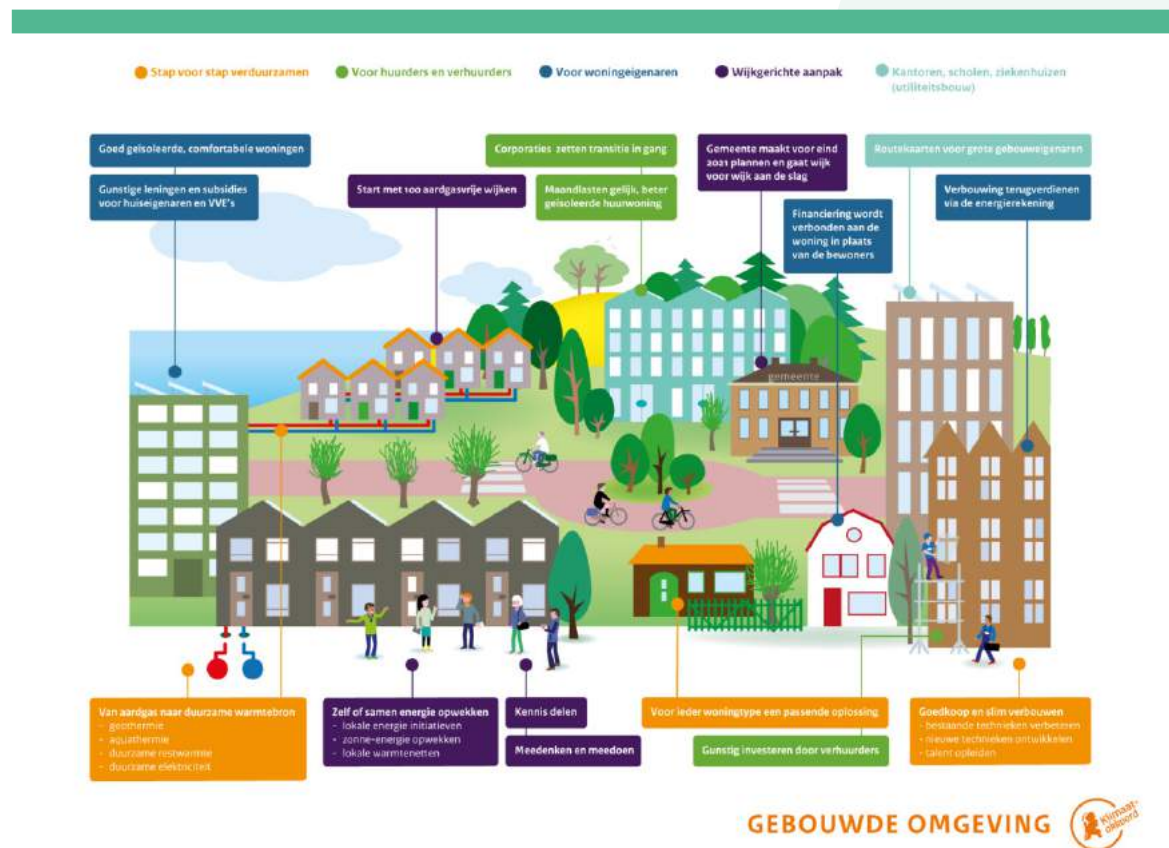 Stap voor stap verduurzamen
Voor huurders en verhuurders
Voor woningeigenaren
Wijkgerichte aanpak
Kantoren, scholen, ziekenhuizen
(utiliteitsbouw)
Goed geïsoleerde, comfortabele woningen
Gunstige leningen en subsidies
voor huiseigenaren en VVE's
Start met 100 aardgasvrije wijken
Corporaties zetten transitie in gang
Maandlasten gelijk, beter
geïsoleerde huurwoning
Gemeente maakt voor eind
2021 plannen en gaat wijk
voor wijk aan de slag
Financiering wordt
verbonden aan de
woning in plaats
van de bewoners
Routekaarten voor grote gebouweigenaren
Verbouwing terugverdienen
via de energierekening
gemeente
Van aardgas naar duurzame warmtebron
- geothermie
- aquathermie
- duurzame restwarmte
- duurzame elektriciteit
Zelf of samen energie opwekken
- lokale energie initiatieven
- zonne-energie opwekken
- lokale warmtenetten
Kennis delen
Meedenken en meedoen
Voor ieder woningtype een passende oplossing
Gunstig investeren door verhuurders
Goedkoop en slim verbouwen
- bestaande technieken verbeteren
- nieuwe technieken ontwikkelen
- talent opleiden
GEBOUWDE OMGEVING
Klimaat-
akkoord